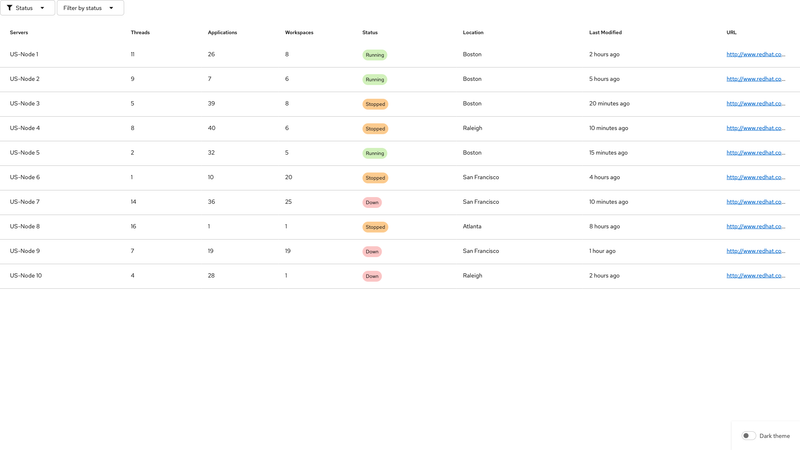 Status Filter by status
Servers Threads Applications Workspaces Status Location Last Modified URL
US-Node 1 11 26 8 Running Boston 2 hours ago http://www.redhat.co...
US-Node 2 9 7 6 Running Boston 5 hours ago http://www.redhat.co...
US-Node 3 5 39 8 Stopped Boston 20 minutes ago http://www.redhat.co...
US-Node 4 8 40 6 Stopped Raleigh 10 minutes ago http://www.redhat.co...
US-Node 5 2 32 5 Running Boston 15 minutes ago http://www.redhat.co...
US-Node 6 1 10 20 Stopped San Francisco 4 hours ago http://www.redhat.co...
US-Node 7 14 36 25 Down San Francisco 10 minutes ago http://www.redhat.co...
US-Node 8 16 1 1 Stopped Atlanta 8 hours ago http://www.redhat.co...
US-Node 9 7 19 19 Down San Francisco 1 hour ago http://www.redhat.co...
US-Node 10 4 28 1 Down Raleigh 2 hours ago http://www.redhat.co...
Dark theme